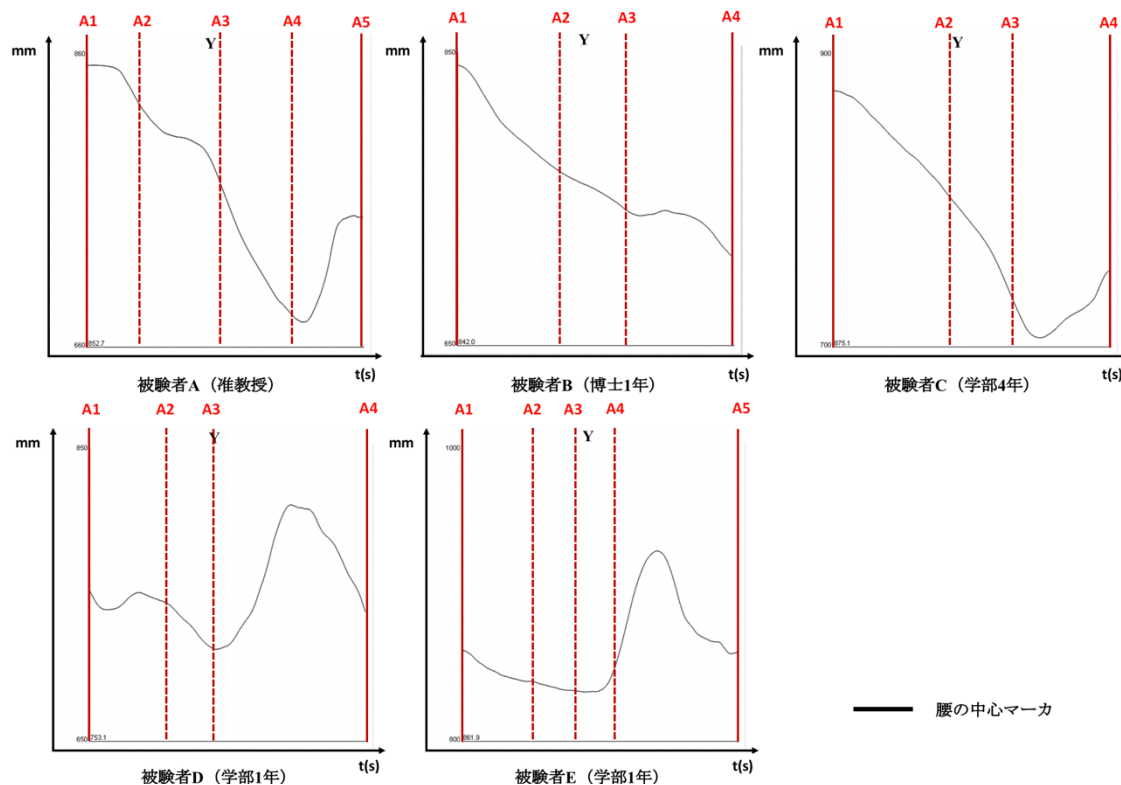 A1 A2 A3 A4 A5
Y
mm
860
660 852.7
t(s)
被験者A（准教授）
A1 A2 A3 A4
Y
mm
850
650 842.0
t(s)
被験者B（博士1年）
A1 A2 A3 A4
Y
mm
900
700 875.1
t(s)
被験者C（学部4年）
A1 A2 A3 A4
Y
mm
850
650 753.1
t(s)
被験者D（学部1年）
A1 A2 A3 A4 A5
Y
mm
1000
800 861.9
t(s)
被験者E（学部1年）
腰の中心マーカ